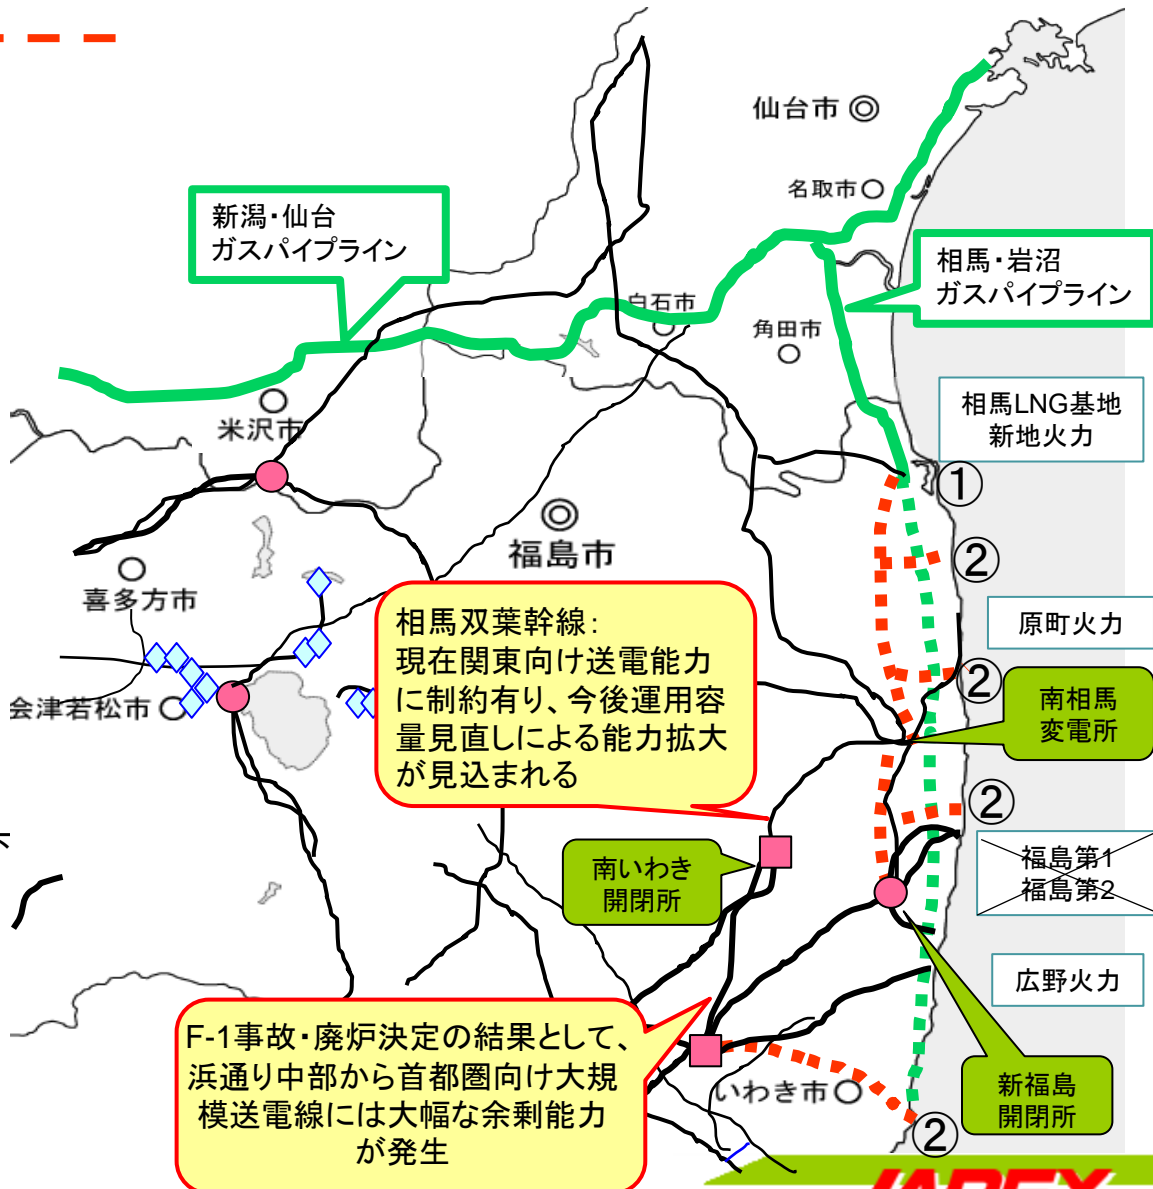 仙台市
名取市
新潟・仙台
ガスパイプライン
相馬・岩沼
ガスパイプライン
白石市
角田市
相馬LNG基地
新地火力
米沢市
①
福島市
②
喜多方市
相馬双葉幹線：
現在関東向け送電能力
に制約有り、今後運用容
量見直しによる能力拡大
が見込まれる
原町火力
②
南相馬
変電所
会津若松市
②
南いわき
開閉所
福島第1
福島第2
広野火力
F-1事故・廃炉決定の結果として、
浜通り中部から首都圏向け大規
模送電線には大幅な余剰能力
が発生
いわき市
新福島
開閉所
②
JAPEX